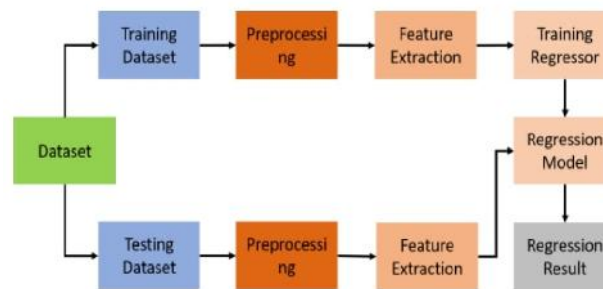 Training
Dataset
Preprocessi
ng
Feature
Extraction
Training
Regressor
Dataset
Regression
Model
Testing
Dataset
Preprocessi
ng
Feature
Extraction
Regression
Result